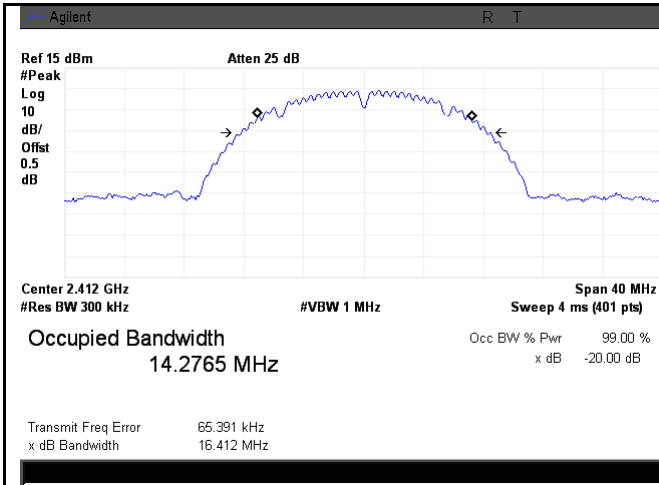 Agilent R T
Ref 15 dBm Atten 25 dB
#Peak
Log
10
dB/
Offst
0.5
dB
Center 2.412 GHz Span 40 MHz
#Res BW 300 kHz #VBW 1 MHz Sweep 4 ms (401 pts)
Occupied Bandwidth Occ BW % Pwr 99.00 %
14.2765 MHz x dB -20.00 dB
Transmit Freq Error 65.391 kHz
x dB Bandwidth 16.412 MHz